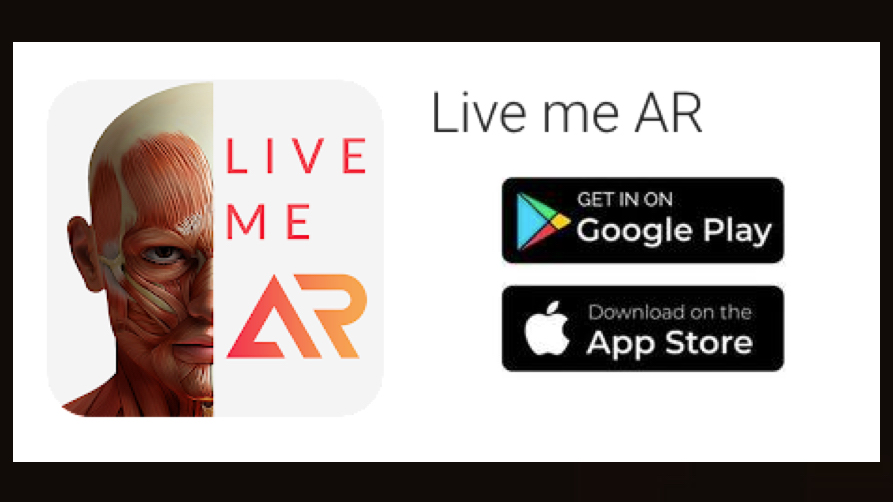 LIVE
ME
AR
Live me AR
GET IN ON
Google Play
Download on the
App Store